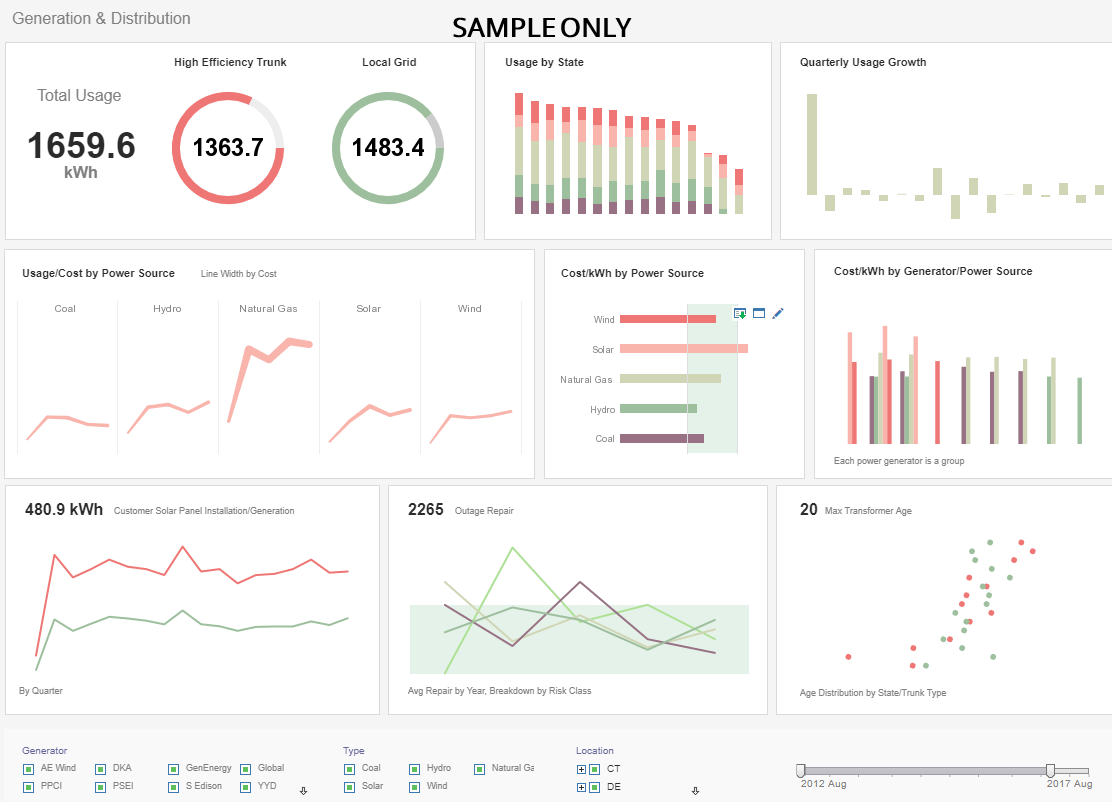 Generation & Distribution
SAMPLE ONLY
High Efficiency Trunk
Local Grid
Total Usage
1659.6
kWh
1363.7
1483.4
Usage by State
Quarterly Usage Growth
Usage/Cost by Power Source
Line Width by Cost
Coal
Hydro
Natural Gas
Solar
Wind
Cost/kWh by Power Source
Wind
Solar
Natural Gas
Hydro
Coal
Cost/kWh by Generator/Power Source
Each power generator is a group
480.9 kWh
Customer Solar Panel Installation/Generation
By Quarter
2265
Outage Repair
Avg Repair by Year, Breakdown by Risk Class
20
Max Transformer Age
Age Distribution by State/Trunk Type
Generator
AE Wind
DKA
GenEnergy
Global
PPCI
PSEI
S Edison
YYD
Type
Coal
Hydro
Natural Ga
Solar
Wind
Location
CT
DE
2012 Aug
2017 Aug